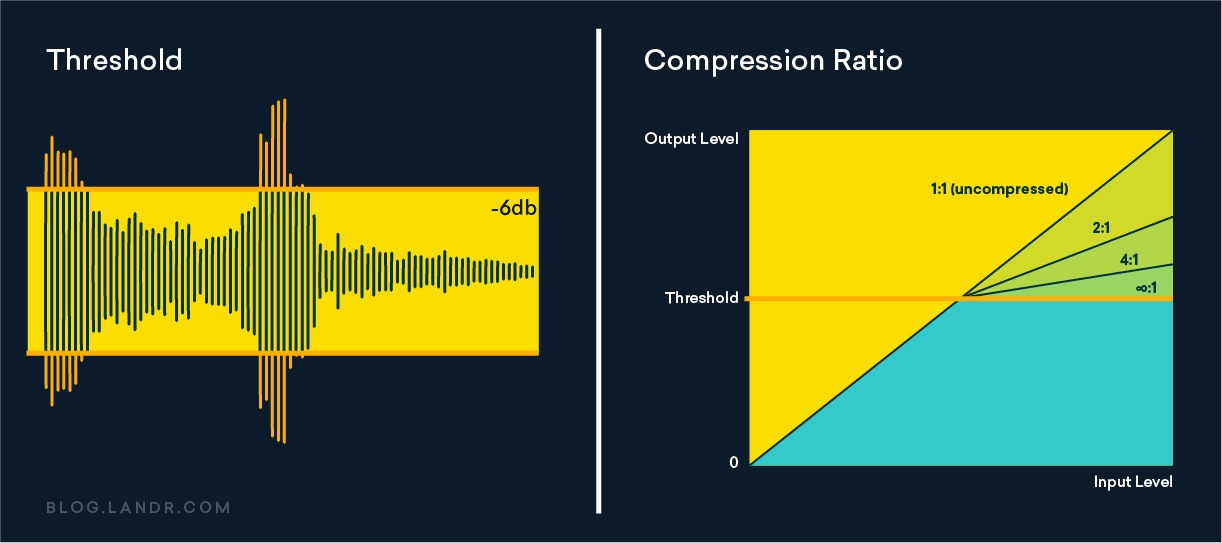 Threshold
-6db
BLOG.LANDR.COM
Compression Ratio
Output Level
1:1 (uncompressed)
2:1
4:1
∞:1
Threshold
0
Input Level